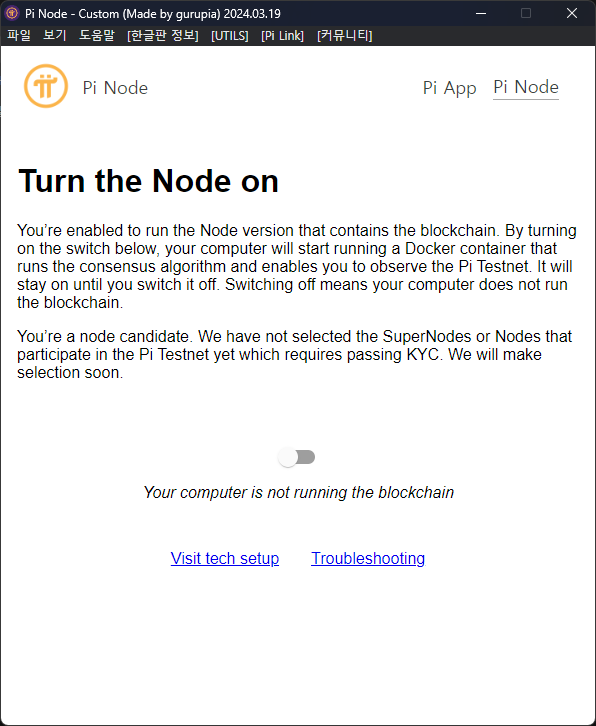 Pi Node - Custom (Made by gurupia) 2024.03.19
파일 보기 도움말 [한글판 정보] [UTILS] [Pi Link] [커뮤니티]
Pi Node Pi App Pi Node
Turn the Node on
You’re enabled to run the Node version that contains the blockchain. By turning
on the switch below, your computer will start running a Docker container that
runs the consensus algorithm and enables you to observe the Pi Testnet. It will
stay on until you switch it off. Switching off means your computer does not run
the blockchain.
You’re a node candidate. We have not selected the SuperNodes or Nodes that
participate in the Pi Testnet yet which requires passing KYC. We will make
selection soon.
Your computer is not running the blockchain
Visit tech setup Troubleshooting